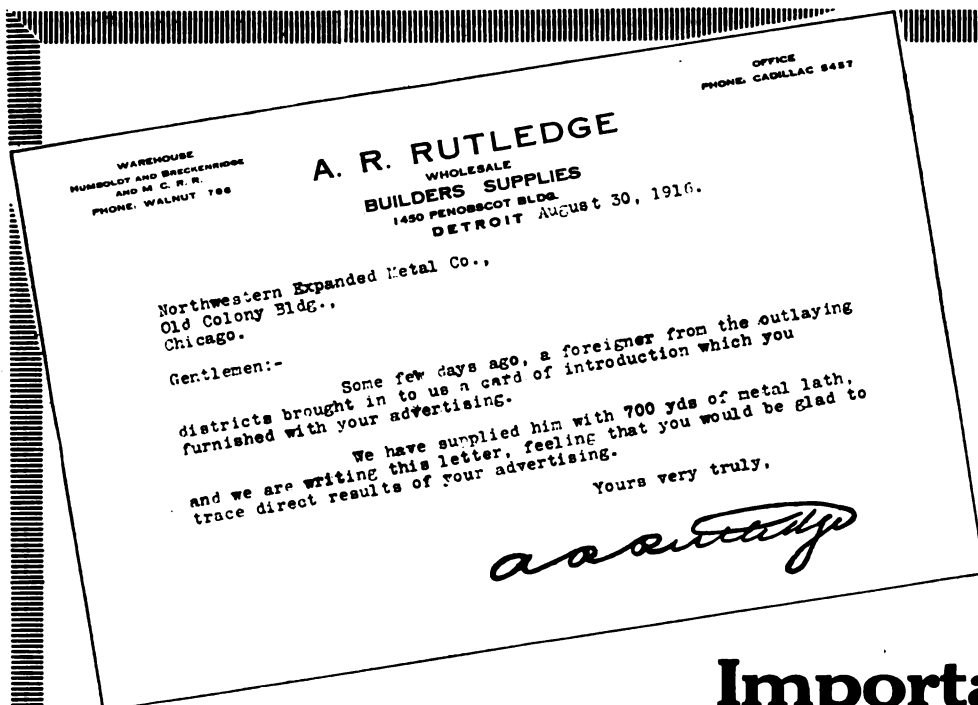 WAREHOUSE
HUMBOLDT AND BRECKENRIDGE
AND M C. R. R.
PHONE, WALNUT 766
OFFICE
PHONE, CADILLAC 5457
A. R. RUTLEDGE
WHOLESALE
BUILDERS SUPPLIES
1450 PENOBSCOT BLDG.
DETROIT August 30, 1916.
Northwestern Expanded Metal Co.,
Old Colony Bldg.,
Chicago.
Gentlemen:-
Some few days ago, a foreigner from the outlaying
districts brought in to us a card of introduction which you
furnished with your advertising.
We have supplied him with 700 yds of metal lath,
and we are writing this letter, feeling that you would be glad to
trace direct results of your advertising.
Yours very truly,
A R Rutledge
Importa